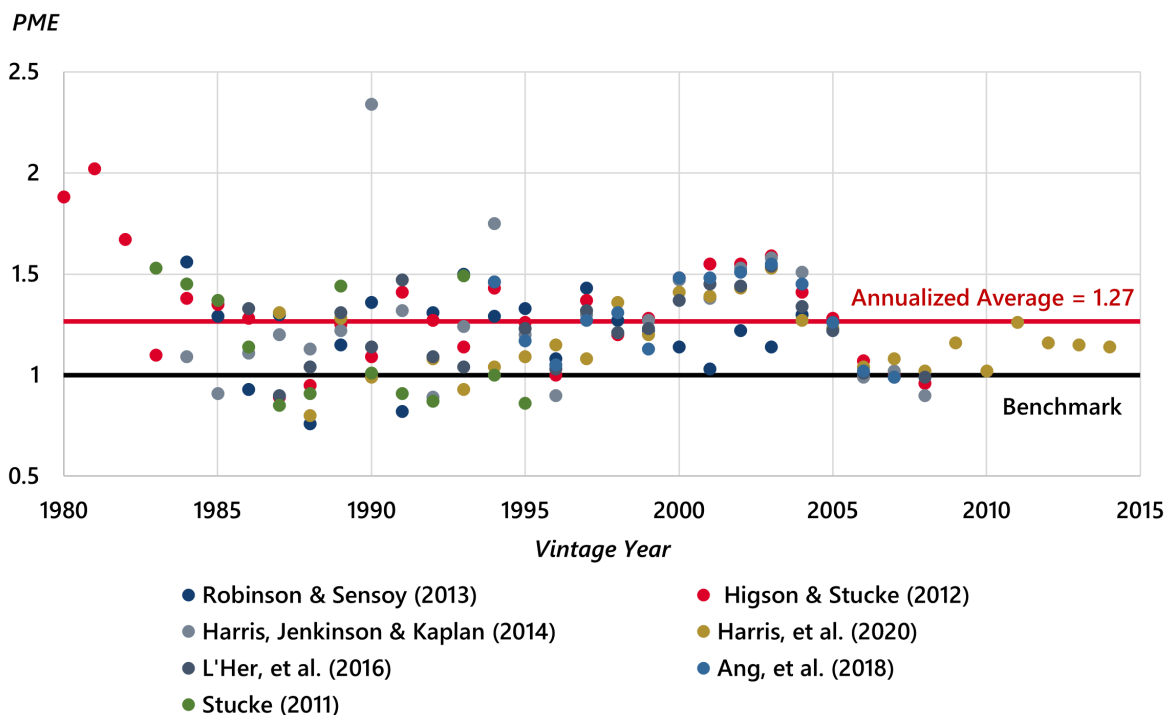 PME
2.5
2
1.5
Annualized Average = 1.27
1
Benchmark
0.5
1980 1985 1990 1995 2000 2005 2010 2015
Vintage Year
Robinson & Sensoy (2013) Higson & Stucke (2012)
Harris, Jenkinson & Kaplan (2014) Harris, et al. (2020)
L'Her, et al. (2016) Ang, et al. (2018)
Stucke (2011)